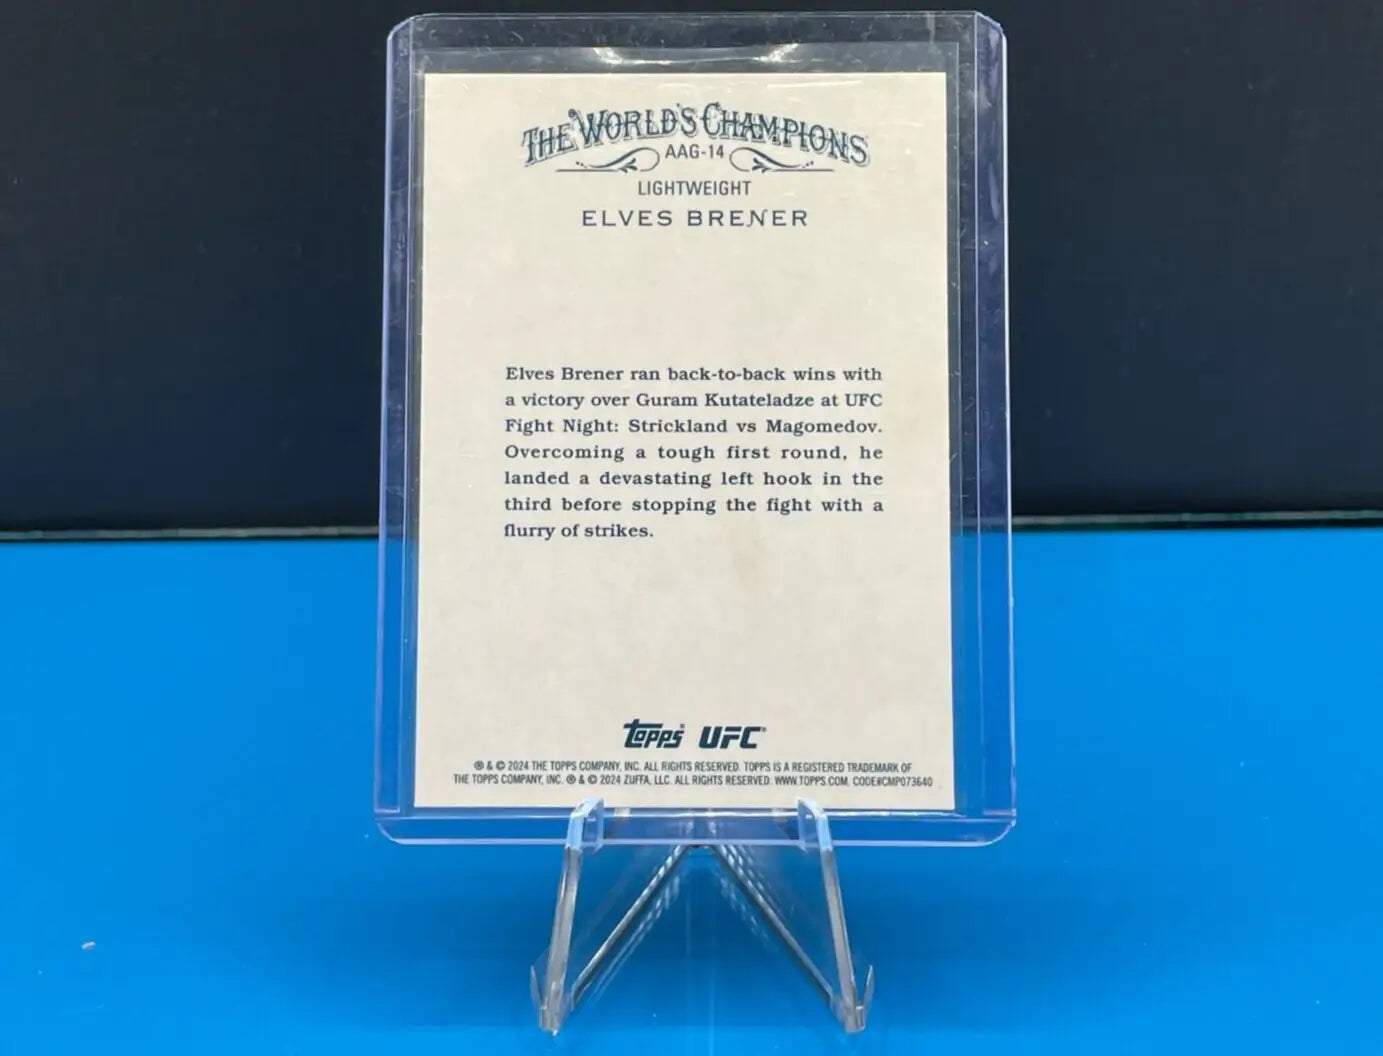 THE WORLD'S CHAMPIONS
AAG-14
LIGHTWEIGHT
ELVES BRENER
Elves Brener ran back-to-back wins with
a victory over Guram Kutateladze at UFC
Fight Night: Strickland vs Magomedov.
Overcoming a tough first round, he
landed a devastating left hook in the
third before stopping the fight with a
flurry of strikes.
Topps® UFC®
® & © 2024 THE TOPPS COMPANY, INC. ALL RIGHTS RESERVED. TOPPS IS A REGISTERED TRADEMARK OF
THE TOPPS COMPANY, INC. ® & © 2024 ZUFFA, LLC. ALL RIGHTS RESERVED. WWW.TOPPS.COM. CODE#CMP073640